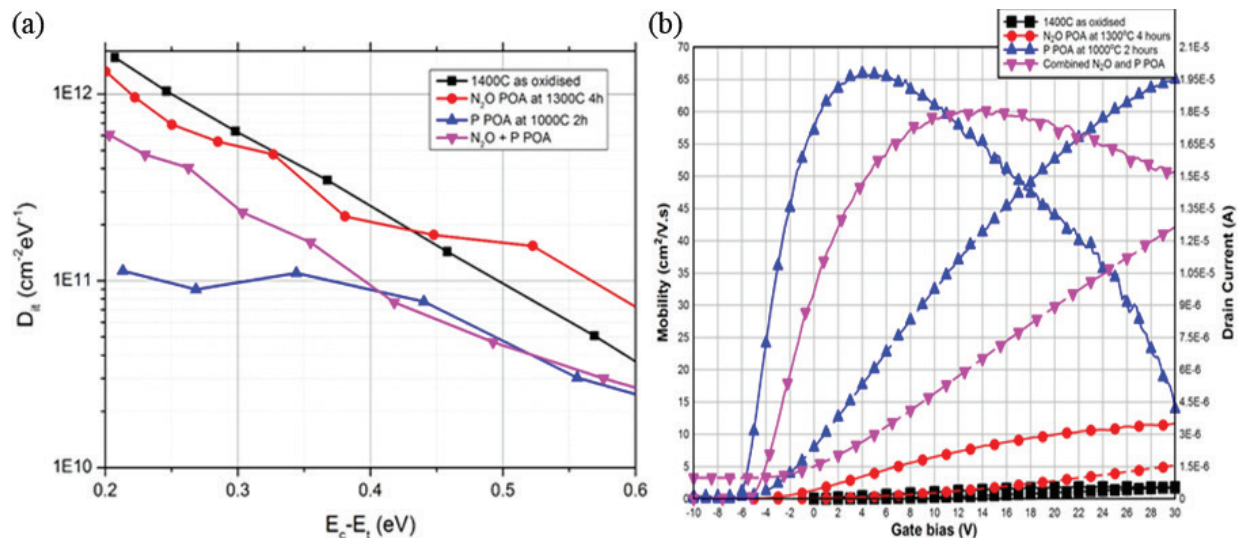 (a)
1400C as oxidised
N₂O POA at 1300C 4h
P POA at 1000C 2h
N₂O + P POA
1E12
1E11
1E10
Dᵢₜ (cm⁻²eV⁻¹)
0.2 0.3 0.4 0.5 0.6
E꜀-Eₜ (eV)
(b)
1400C as oxidised
N₂O POA at 1300⁰C 4 hours
P POA at 1000⁰C 2 hours
Combined N₂O and P POA
70
65
60
55
50
45
40
35
30
25
20
15
10
5
0
Mobility (cm²/V.s)
2.1E-5
1.95E-5
1.8E-5
1.65E-5
1.5E-5
1.35E-5
1.2E-5
1.05E-5
9E-6
7.5E-6
6E-6
4.5E-6
3E-6
1.5E-6
0
Drain Current (A)
-10 -8 -6 -4 -2 0 2 4 6 8 10 12 14 16 18 20 22 24 26 28 30
Gate bias (V)